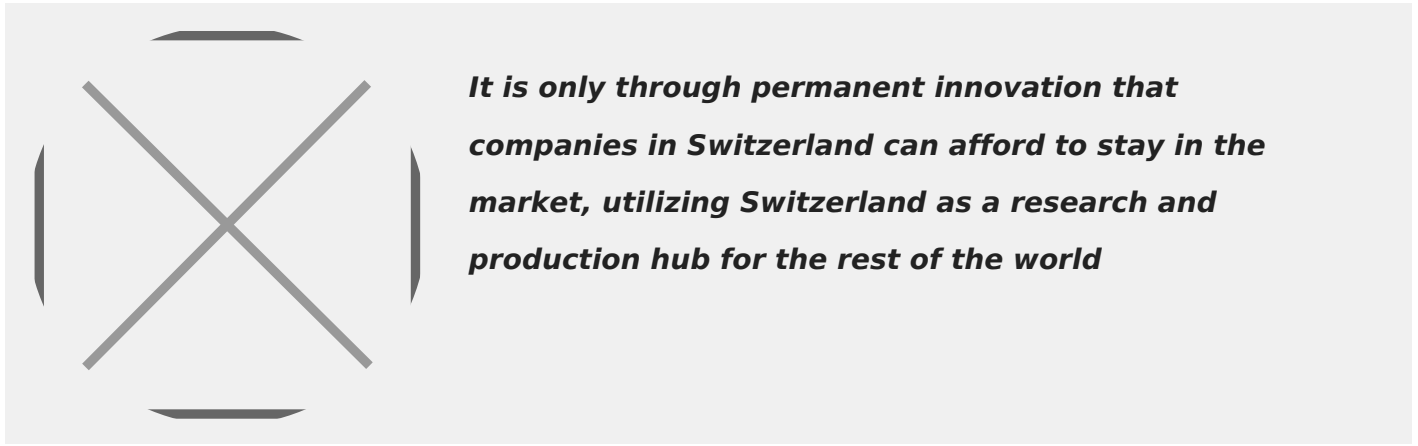 It is only through permanent innovation that
companies in Switzerland can afford to stay in the
market, utilizing Switzerland as a research and
production hub for the rest of the world